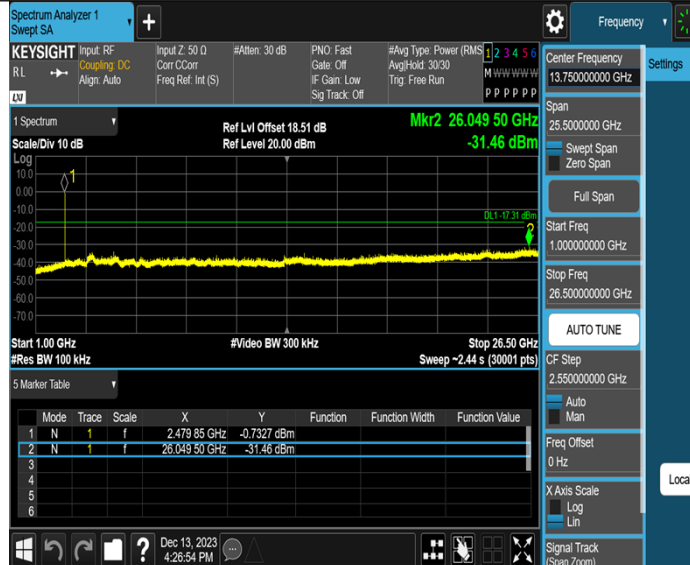 Spectrum Analyzer 1
Swept SA
+
Frequency
KEYSIGHT
RL
LXI
Input: RF
Coupling: DC
Align: Auto
Input Z: 50 Ω
Corr CCorr
Freq Ref: Int (S)
#Atten: 30 dB
PNO: Fast
Gate: Off
IF Gain: Low
Sig Track: Off
#Avg Type: Power (RMS
Avg|Hold: 30/30
Trig: Free Run
1 2 3 4 5 6
M W W W W W
P P P P P P
1 Spectrum
Scale/Div 10 dB
Log
Ref Lvl Offset 18.51 dB
Ref Level 20.00 dBm
Mkr2 26.049 50 GHz
-31.46 dBm
10.0
0.00
-10.0
-20.0
-30.0
-40.0
-50.0
-60.0
-70.0
1
DL1 -17.31 dBm
2
Start 1.00 GHz
#Res BW 100 kHz
#Video BW 300 kHz
Stop 26.50 GHz
Sweep ~2.44 s (30001 pts)
5 Marker Table
Mode Trace Scale X Y Function Function Width Function Value
1 N 1 f 2.479 85 GHz -0.7327 dBm
2 N 1 f 26.049 50 GHz -31.46 dBm
3
4
5
6
?
Dec 13, 2023
4:26:54 PM
Center Frequency
13.750000000 GHz
Settings
Span
25.5000000 GHz
Swept Span
Zero Span
Full Span
Start Freq
1.000000000 GHz
Stop Freq
26.500000000 GHz
AUTO TUNE
CF Step
2.550000000 GHz
Auto
Man
Freq Offset
0 Hz
X Axis Scale
Log
Lin
Loca
Signal Track
(Span Zoom)